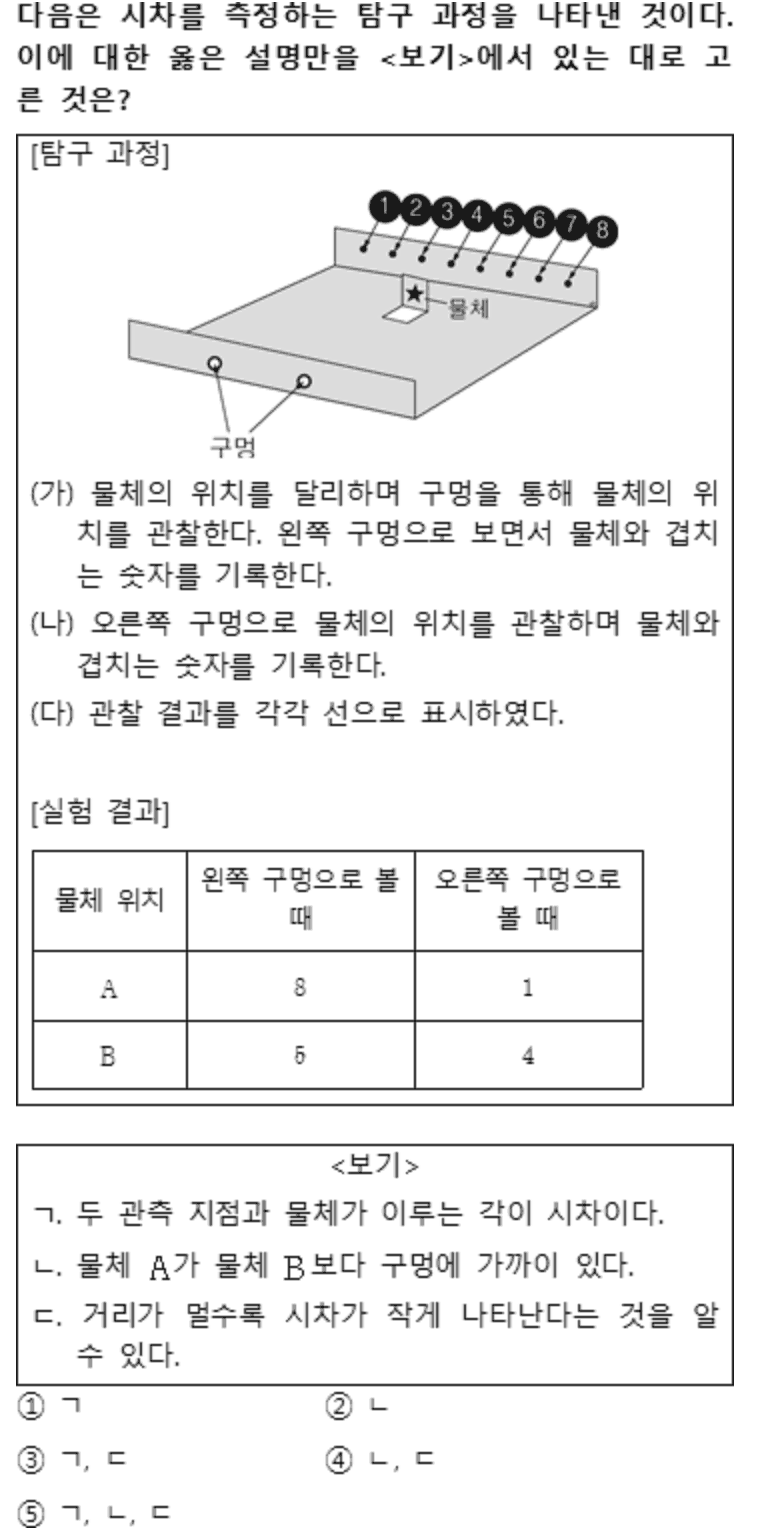 다음은 시차를 측정하는 탐구 과정을 나타낸 것이다.
이에 대한 옳은 설명만을 <보기>에서 있는 대로 고
른 것은?
[탐구 과정]
1 2 3 4 5 6 7 8
물체
구멍
(가) 물체의 위치를 달리하며 구멍을 통해 물체의 위
치를 관찰한다. 왼쪽 구멍으로 보면서 물체와 겹치
는 숫자를 기록한다.
(나) 오른쪽 구멍으로 물체의 위치를 관찰하며 물체와
겹치는 숫자를 기록한다.
(다) 관찰 결과를 각각 선으로 표시하였다.
[실험 결과]
물체 위치 왼쪽 구멍으로 볼 때 오른쪽 구멍으로 볼 때
A 8 1
B 5 4
<보기>
ㄱ. 두 관측 지점과 물체가 이루는 각이 시차이다.
ㄴ. 물체 A가 물체 B보다 구멍에 가까이 있다.
ㄷ. 거리가 멀수록 시차가 작게 나타난다는 것을 알
수 있다.
① ㄱ ② ㄴ
③ ㄱ, ㄷ ④ ㄴ, ㄷ
⑤ ㄱ, ㄴ, ㄷ